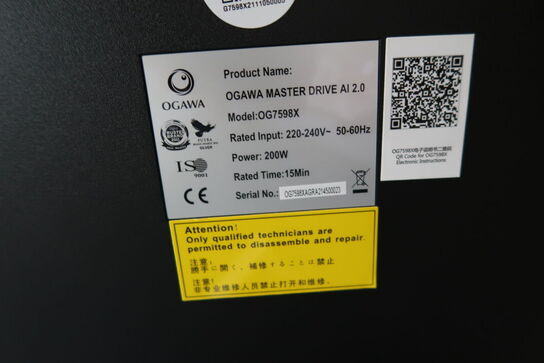 G7598X2111050
OGAWA
Product Name:
OGAWA MASTER DRIVE AI 2.0
Model:OG7598X
Rated Input: 220-240V~ 50-60Hz
Power: 200W
Rated Time:15Min
Serial No.: OG7598XAGRA214500023
ISO
9001
CE
OG7598X电子说明书二维码
QR Code for OG7598X
Electronic Instructions
Attention:
Only qualified technicians are
permitted to disassemble and repair.
注意:
勝手に開く、補修することは禁止
注意:
非专业维修人员禁止打开和维修。